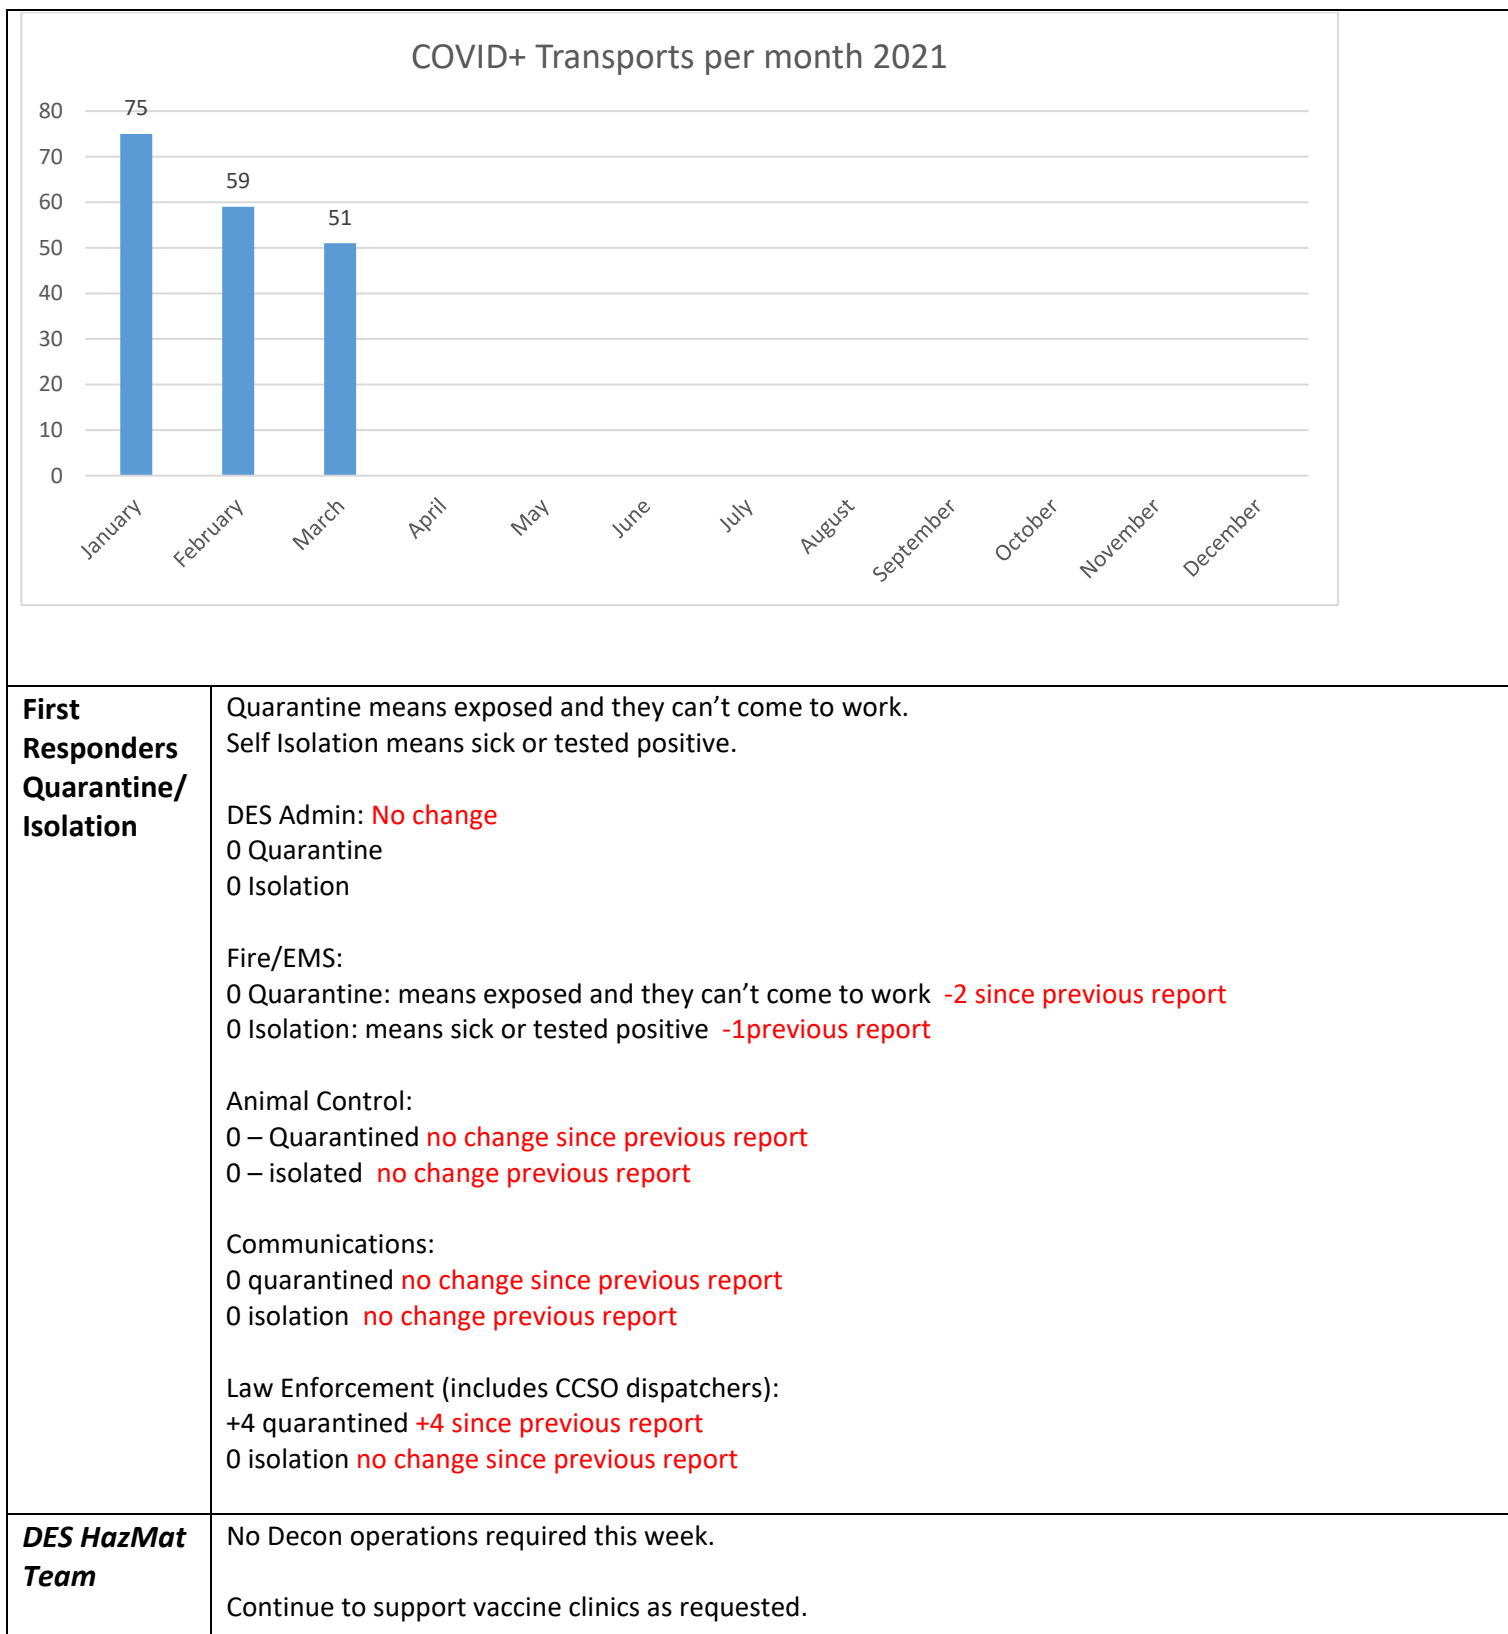 COVID+ Transports per month 2021
80
70
60
50
40
30
20
10
0
75
59
51
January
February
March
April
May
June
July
August
September
October
November
December
First
Responders
Quarantine/
Isolation
Quarantine means exposed and they can’t come to work.
Self Isolation means sick or tested positive.
DES Admin: No change
0 Quarantine
0 Isolation
Fire/EMS:
0 Quarantine: means exposed and they can’t come to work  -2 since previous report
0 Isolation: means sick or tested positive  -1previous report
Animal Control:
0 – Quarantined no change since previous report
0 – isolated  no change previous report
Communications:
0 quarantined no change since previous report
0 isolation  no change previous report
Law Enforcement (includes CCSO dispatchers):
+4 quarantined +4 since previous report
0 isolation no change since previous report
DES HazMat
Team
No Decon operations required this week.
Continue to support vaccine clinics as requested.